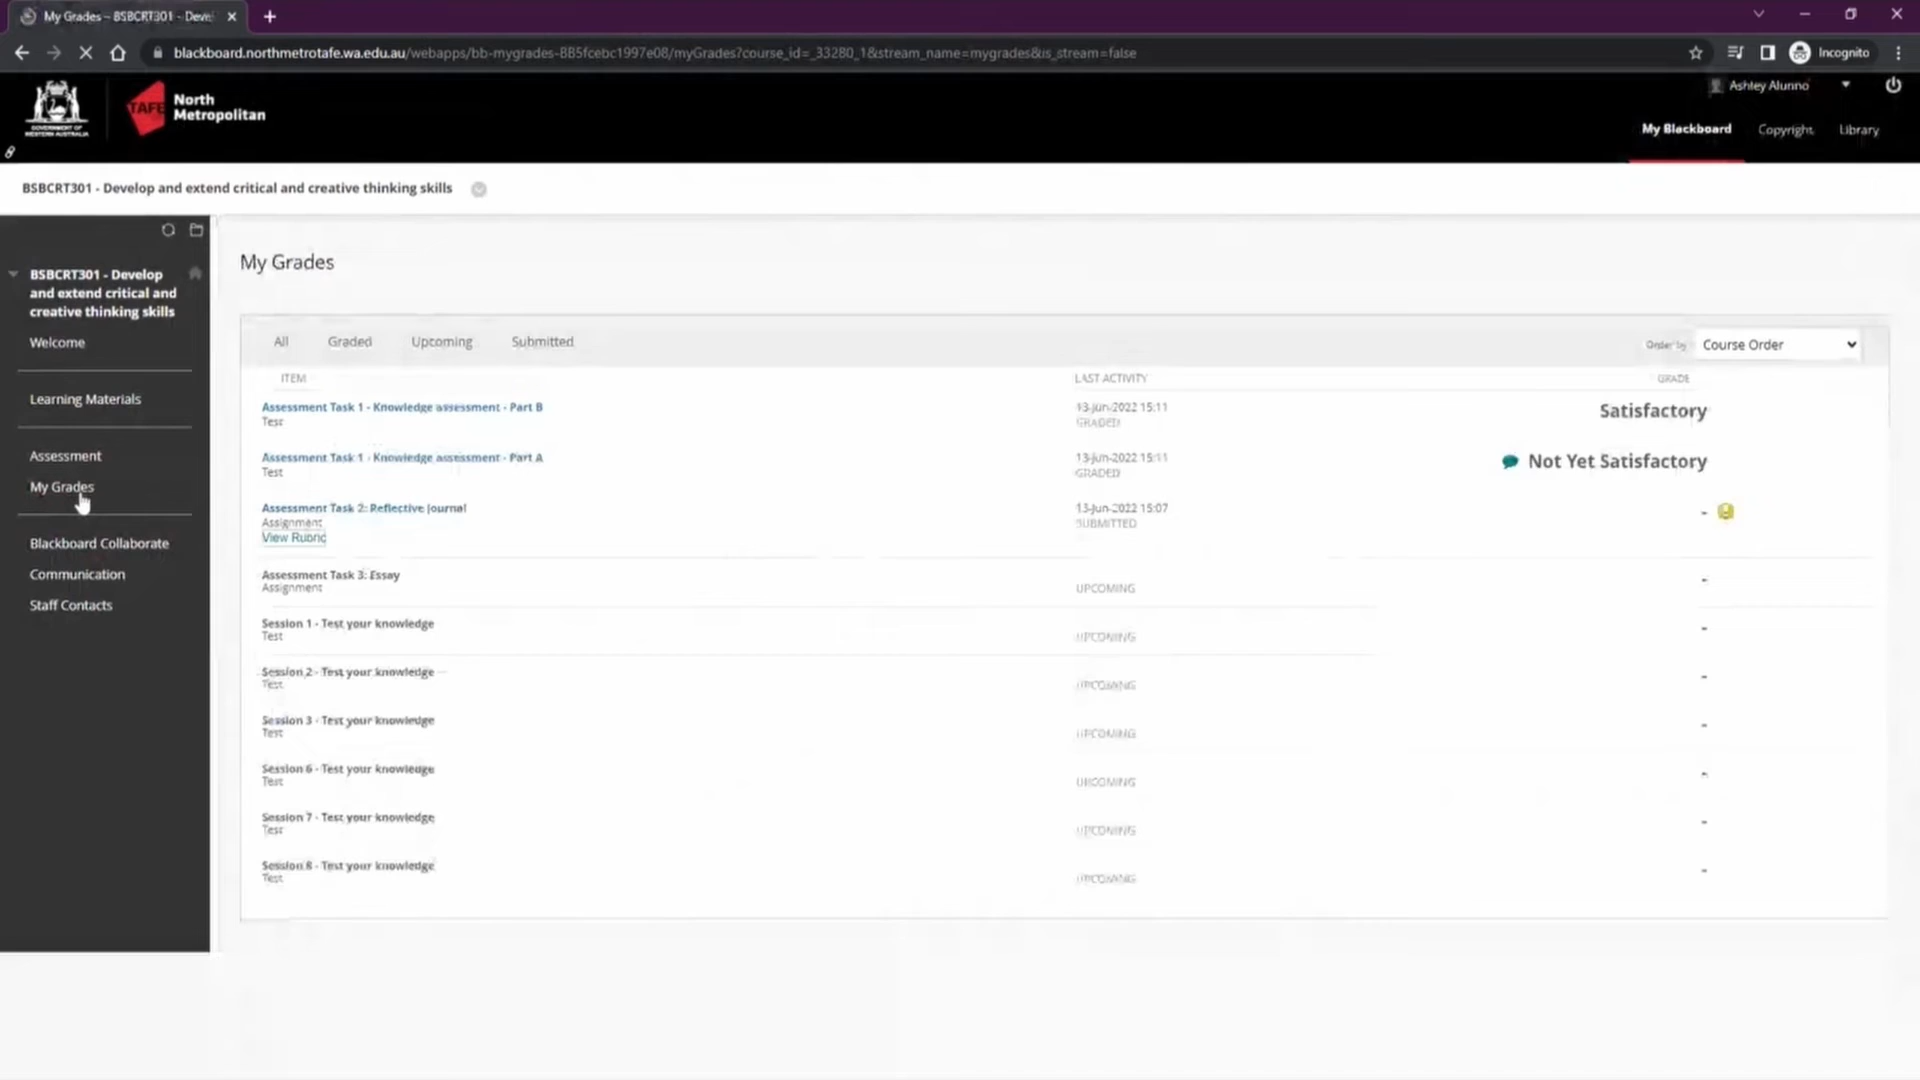 My Grades – BSBCRT301 - Deve
blackboard.northmetrotafe.wa.edu.au/webapps/bb-mygrades-BB5fcebc1997e08/myGrades?course_id=_33280_1&stream_name=mygrades&is_stream=false
Incognito
GOVERNMENT OF
WESTERN AUSTRALIA
TAFE
North
Metropolitan
Ashley Alunno
My Blackboard
Copyright
Library
BSBCRT301 - Develop and extend critical and creative thinking skills
BSBCRT301 - Develop
and extend critical and
creative thinking skills
Welcome
Learning Materials
Assessment
My Grades
Blackboard Collaborate
Communication
Staff Contacts
My Grades
All
Graded
Upcoming
Submitted
Order by
Course Order
ITEM
LAST ACTIVITY
GRADE
Assessment Task 1 - Knowledge assessment - Part B
Test
13-Jun-2022 15:11
GRADED
Satisfactory
Assessment Task 1 - Knowledge assessment - Part A
Test
13-Jun-2022 15:11
GRADED
Not Yet Satisfactory
Assessment Task 2: Reflective Journal
Assignment
View Rubric
13-Jun-2022 15:07
SUBMITTED
-
Assessment Task 3: Essay
Assignment
UPCOMING
-
Session 1 - Test your knowledge
Test
UPCOMING
-
Session 2 - Test your knowledge
Test
UPCOMING
-
Session 3 - Test your knowledge
Test
UPCOMING
-
Session 6 - Test your knowledge
Test
UPCOMING
-
Session 7 - Test your knowledge
Test
UPCOMING
-
Session 8 - Test your knowledge
Test
UPCOMING
-